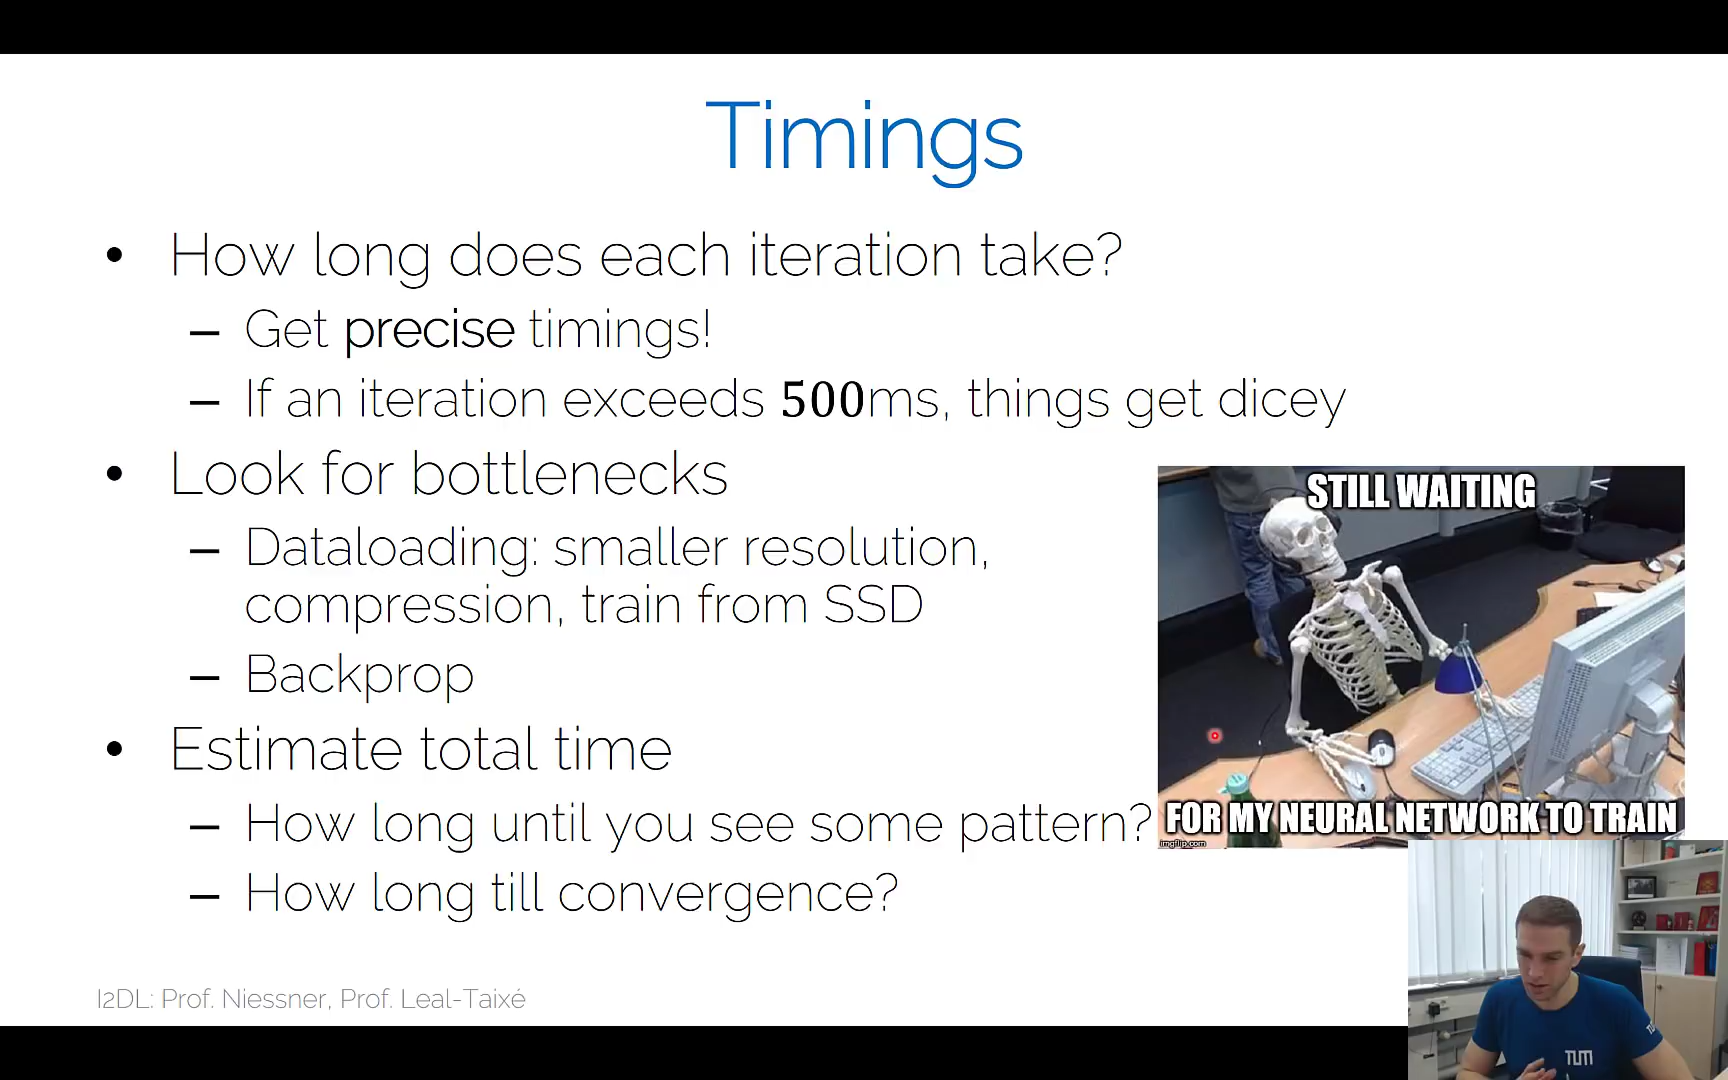 Timings
• How long does each iteration take?
– Get precise timings!
– If an iteration exceeds 500ms, things get dicey
• Look for bottlenecks
– Dataloading: smaller resolution,
compression, train from SSD
– Backprop
• Estimate total time
– How long until you see some pattern?
– How long till convergence?
STILL WAITING
FOR MY NEURAL NETWORK TO TRAIN
imgflip.com
I2DL: Prof. Niessner, Prof. Leal-Taixé
TUM